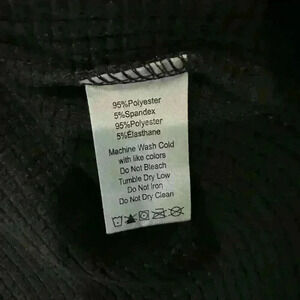 95%Polyester
5%Spandex
95%Polyester
5%Elasthane
Machine Wash Cold
with like colors
Do Not Bleach
Tumble Dry Low
Do Not Iron
Do Not Dry Clean